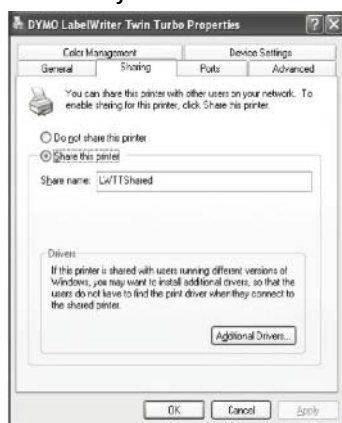 DYMO LabelWriter Twin Turbo Properties
Color Management Device Settings
General Sharing Ports Advanced
You can share this printer with other users on your network. To
enable sharing for this printer, click Share this printer.
Do not share this printer
Share this printer
Share name: LWTTShared
Drivers
If this printer is shared with users running different versions of
Windows, you may want to install additional drivers, so that the
users do not have to find the print driver when they connect to
the shared printer.
Additional Drivers...
OK Cancel Apply